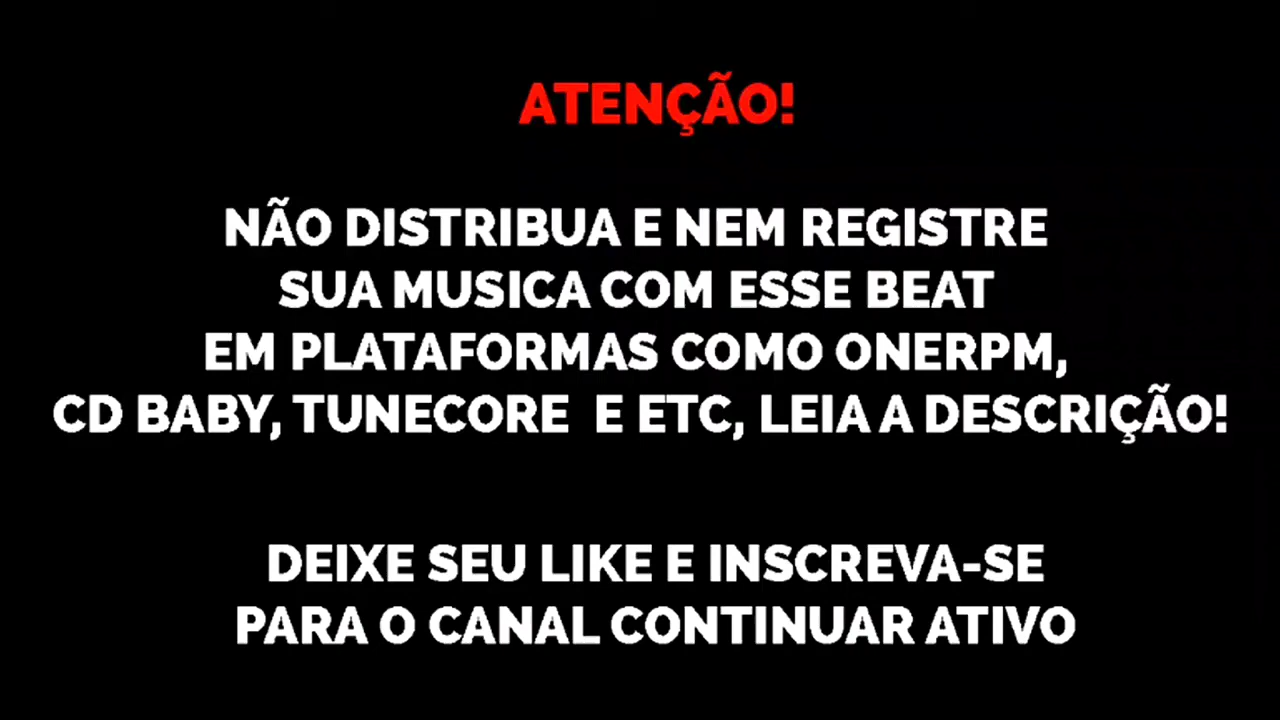 ATENÇÃO!
NÃO DISTRIBUA E NEM REGISTRE
SUA MUSICA COM ESSE BEAT
EM PLATAFORMAS COMO ONERPM,
CD BABY, TUNECORE E ETC, LEIA A DESCRIÇÃO!
DEIXE SEU LIKE E INSCREVA-SE
PARA O CANAL CONTINUAR ATIVO